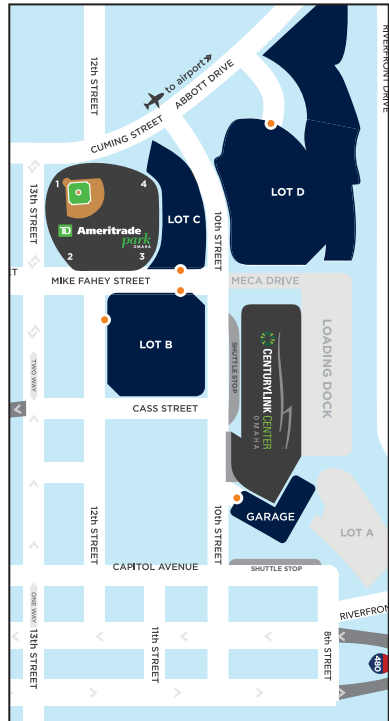 12th STREET
to airport
ABBOTT DRIVE
CUMING STREET
RIVERFRONT DRIVE
13th STREET
1
4
TD Ameritrade
park
OMAHA
2
3
LOT C
10th STREET
LOT D
ET
MIKE FAHEY STREET
MECA DRIVE
LOT B
SHUTTLE STOP
CENTURYLINK CENTER
OMAHA
LOADING DOCK
TWO WAY
CASS STREET
12th STREET
10th STREET
GARAGE
LOT A
CAPITOL AVENUE
SHUTTLE STOP
ONE WAY
13th STREET
11th STREET
8th STREET
RIVERFRON
480